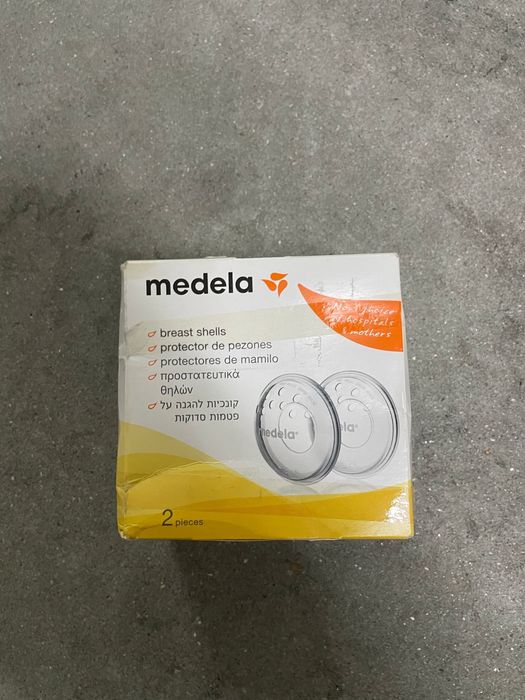 medela
No. 1 choice
of hospitals
& mothers
breast shells
protector de pezones
protectores de mamilo
προστατευτικά
θηλών
קונכיות להגנה על
פטמות סדוקות
medela
medela
2 pieces